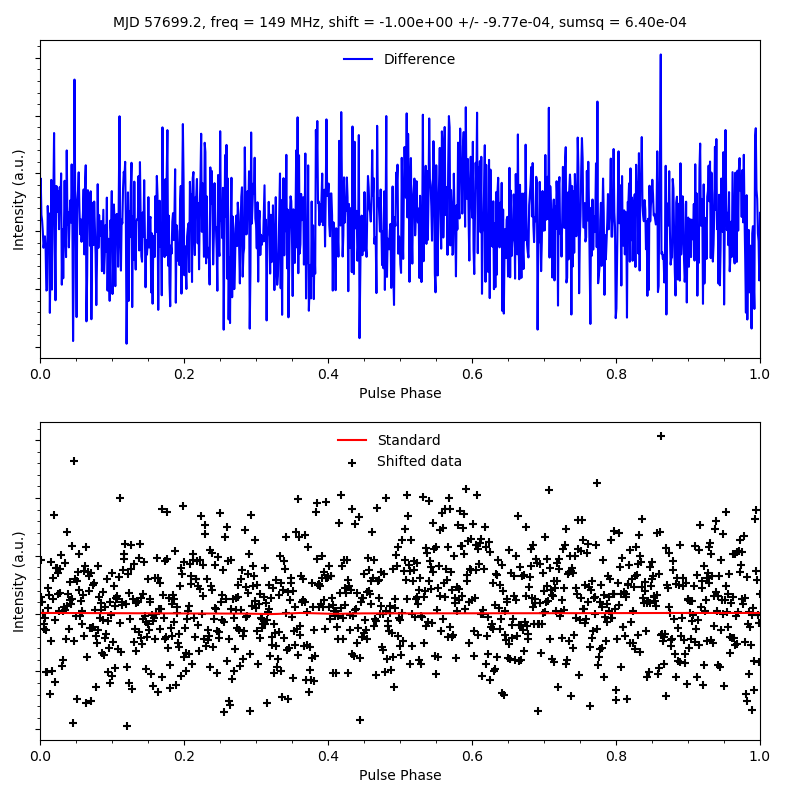 MJD 57699.2, freq = 149 MHz, shift = -1.00e+00 +/- -9.77e-04, sumsq = 6.40e-04
Difference
Intensity (a.u.)
0.0 0.2 0.4 0.6 0.8 1.0
Pulse Phase
Standard
Shifted data
Intensity (a.u.)
0.0 0.2 0.4 0.6 0.8 1.0
Pulse Phase